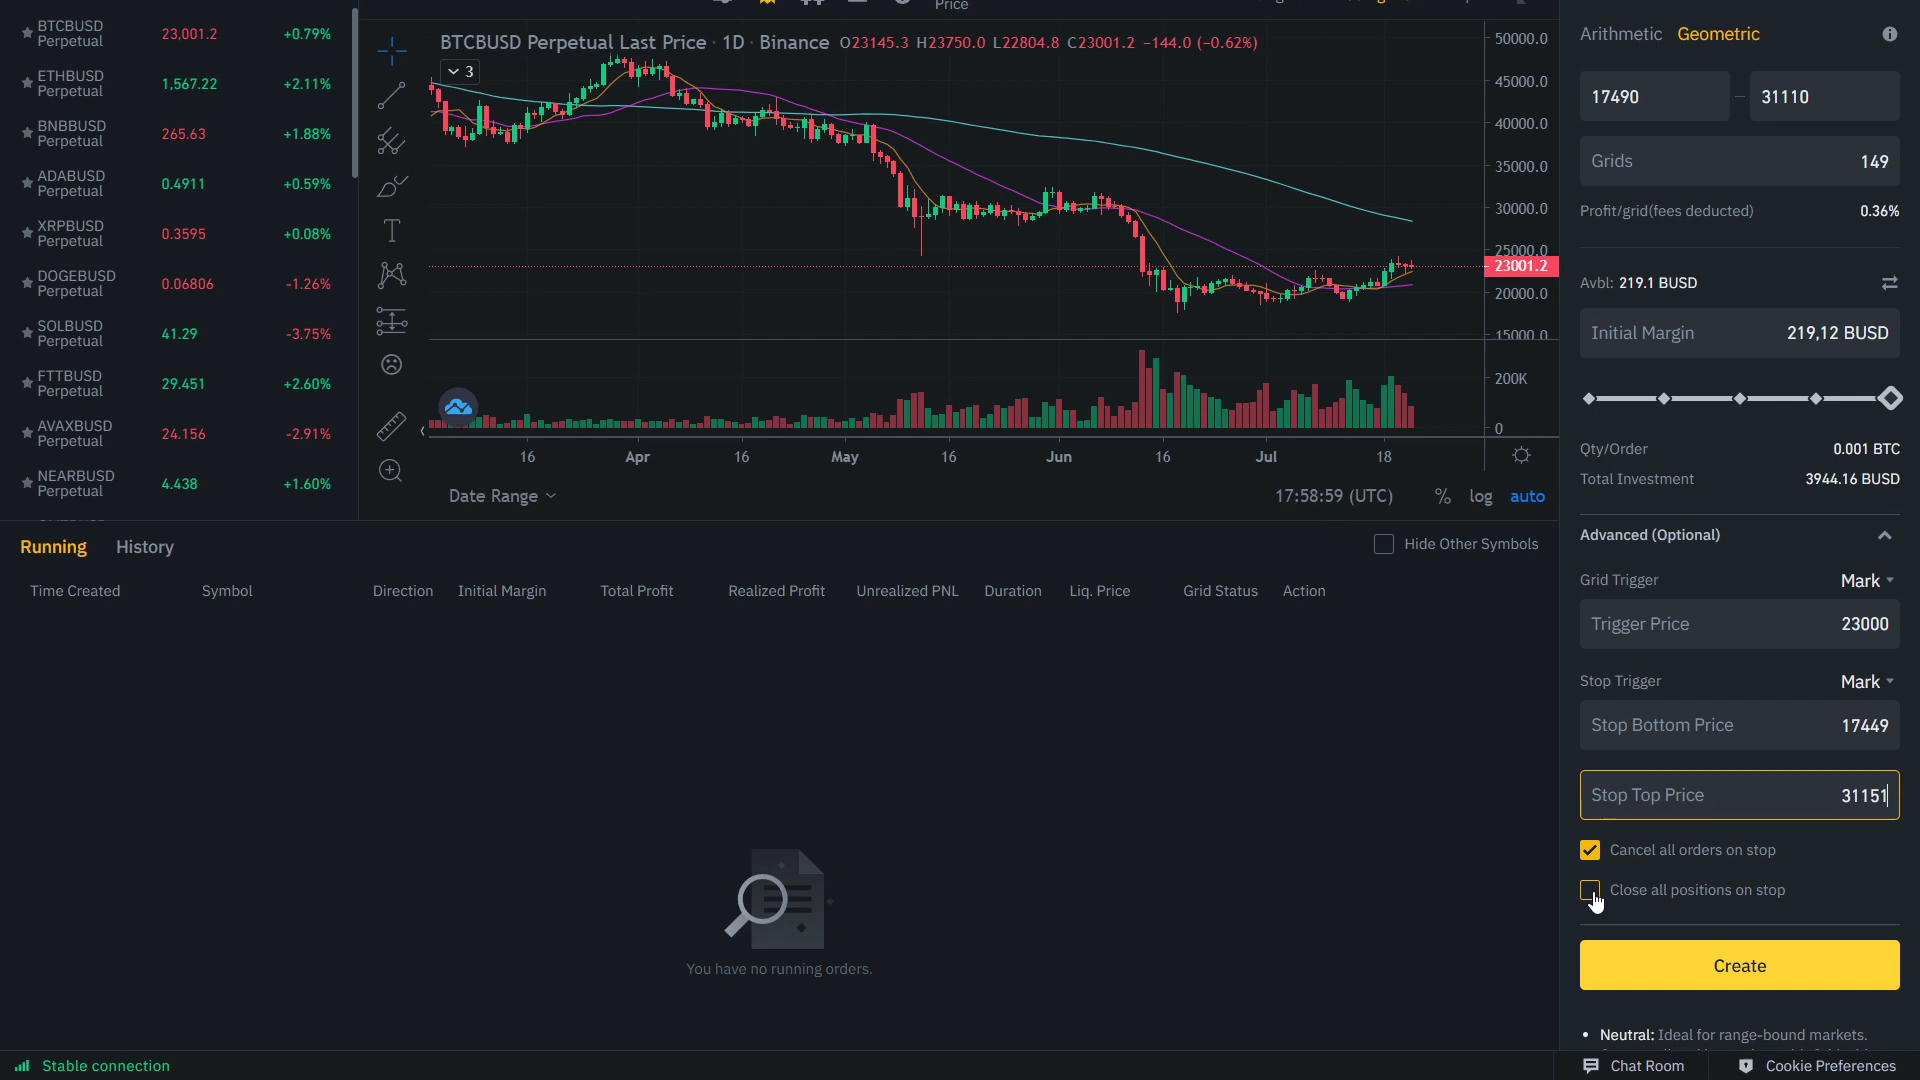 BTCBUSD 23,001.2 +0.79%
Perpetual
ETHBUSD 1,567.22 +2.11%
Perpetual
BNBBUSD 265.63 +1.88%
Perpetual
ADABUSD 0.4911 +0.59%
Perpetual
XRPBUSD 0.3595 +0.08%
Perpetual
DOGEBUSD 0.06806 -1.26%
Perpetual
SOLBUSD 41.29 -3.75%
Perpetual
FTTBUSD 29.451 +2.60%
Perpetual
AVAXBUSD 24.156 -2.91%
Perpetual
NEARBUSD 4.438 +1.60%
Perpetual
Price
BTCBUSD Perpetual Last Price · 1D · Binance O23145.3 H23750.0 L22804.8 C23001.2 −144.0 (−0.62%)
3
50000.0
45000.0
40000.0
35000.0
30000.0
25000.0
23001.2
20000.0
15000.0
200K
0
16 Apr 16 May 16 Jun 16 Jul 18
Date Range 17:58:59 (UTC) % log auto
Running History Hide Other Symbols
Time Created Symbol Direction Initial Margin Total Profit Realized Profit Unrealized PNL Duration Liq. Price Grid Status Action
You have no running orders.
Arithmetic Geometric
17490 – 31110
Grids 149
Profit/grid(fees deducted) 0.36%
Avbl: 219.1 BUSD
Initial Margin 219,12 BUSD
Qty/Order 0.001 BTC
Total Investment 3944.16 BUSD
Advanced (Optional)
Grid Trigger Mark
Trigger Price 23000
Stop Trigger Mark
Stop Bottom Price 17449
Stop Top Price 31151
Cancel all orders on stop
Close all positions on stop
Create
• Neutral: Ideal for range-bound markets.
Stable connection Chat Room Cookie Preferences